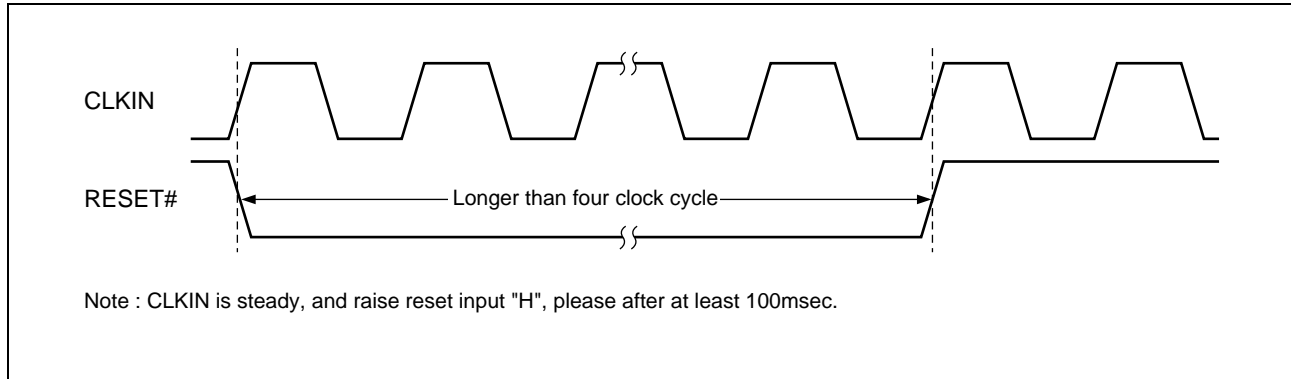 CLKIN
RESET#
Longer than four clock cycle
Note : CLKIN is steady, and raise reset input "H", please after at least 100msec.